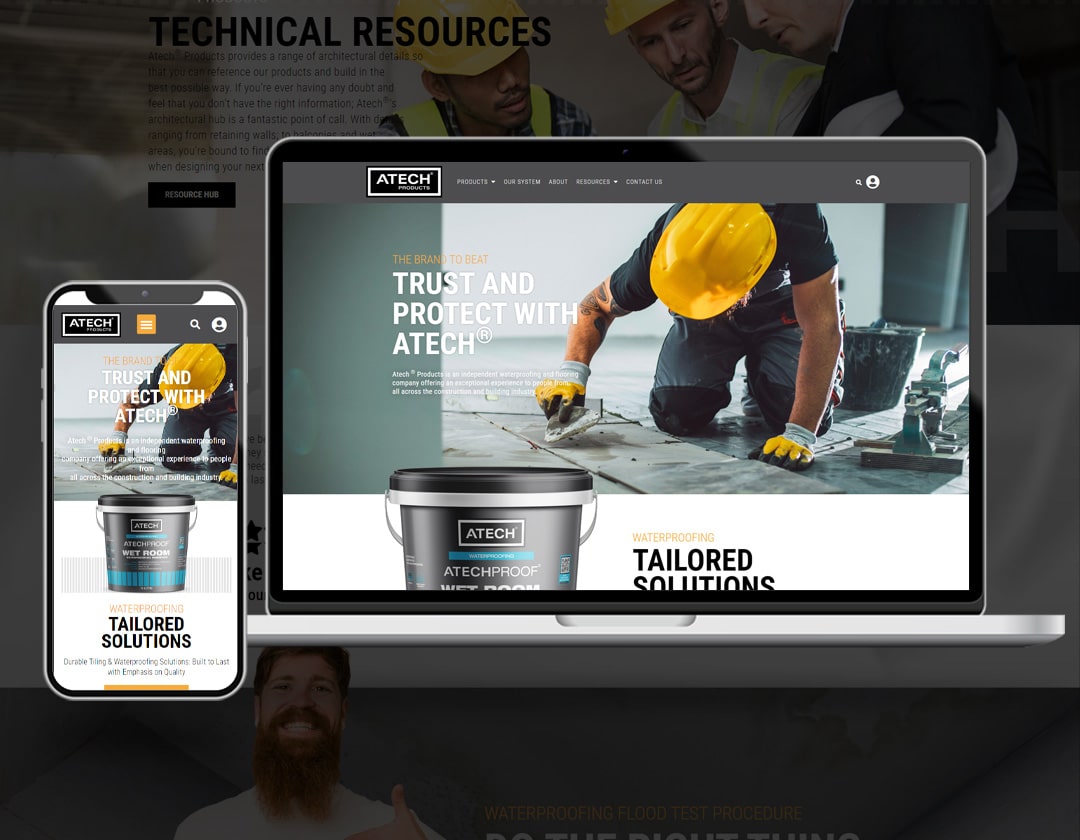 TECHNICAL RESOURCES
Atech® Products provides a range of architectural details so
that you can reference our products and build in the
best possible way. If you're ever having any doubt and
feel that you don't have the right information; Atech®'s
architectural hub is a fantastic point of call. With
ranging from retaining walls; to balconies and wet
areas, you're bound to find
when designing your next
RESOURCE HUB
ATECH®
PRODUCTS
PRODUCTS
OUR SYSTEM
ABOUT
RESOURCES
CONTACT US
THE BRAND TO BEAT
TRUST AND
PROTECT WITH
ATECH®
Atech ® Products is an independent waterproofing and flooring
company offering an exceptional experience to people from
all across the construction and building industry.
ATECH
WATERPROOFING
ATECHPROOF
WET ROOM
WATERPROOFING
TAILORED
SOLUTIONS
ATECH®
PRODUCTS
THE BRAND TO
TRUST AND
PROTECT WITH
ATECH®
Atech ® Products is an independent waterproofing
and flooring
company offering an exceptional experience to people
from
all across the construction and building industry.
ATECH
ATECHPROOF
WET ROOM
WATERPROOFING
TAILORED
SOLUTIONS
Durable Tiling & Waterproofing Solutions: Built to Last
with Emphasis on Quality
WATERPROOFING FLOOD TEST PROCEDURE
DO THE RIGHT THING